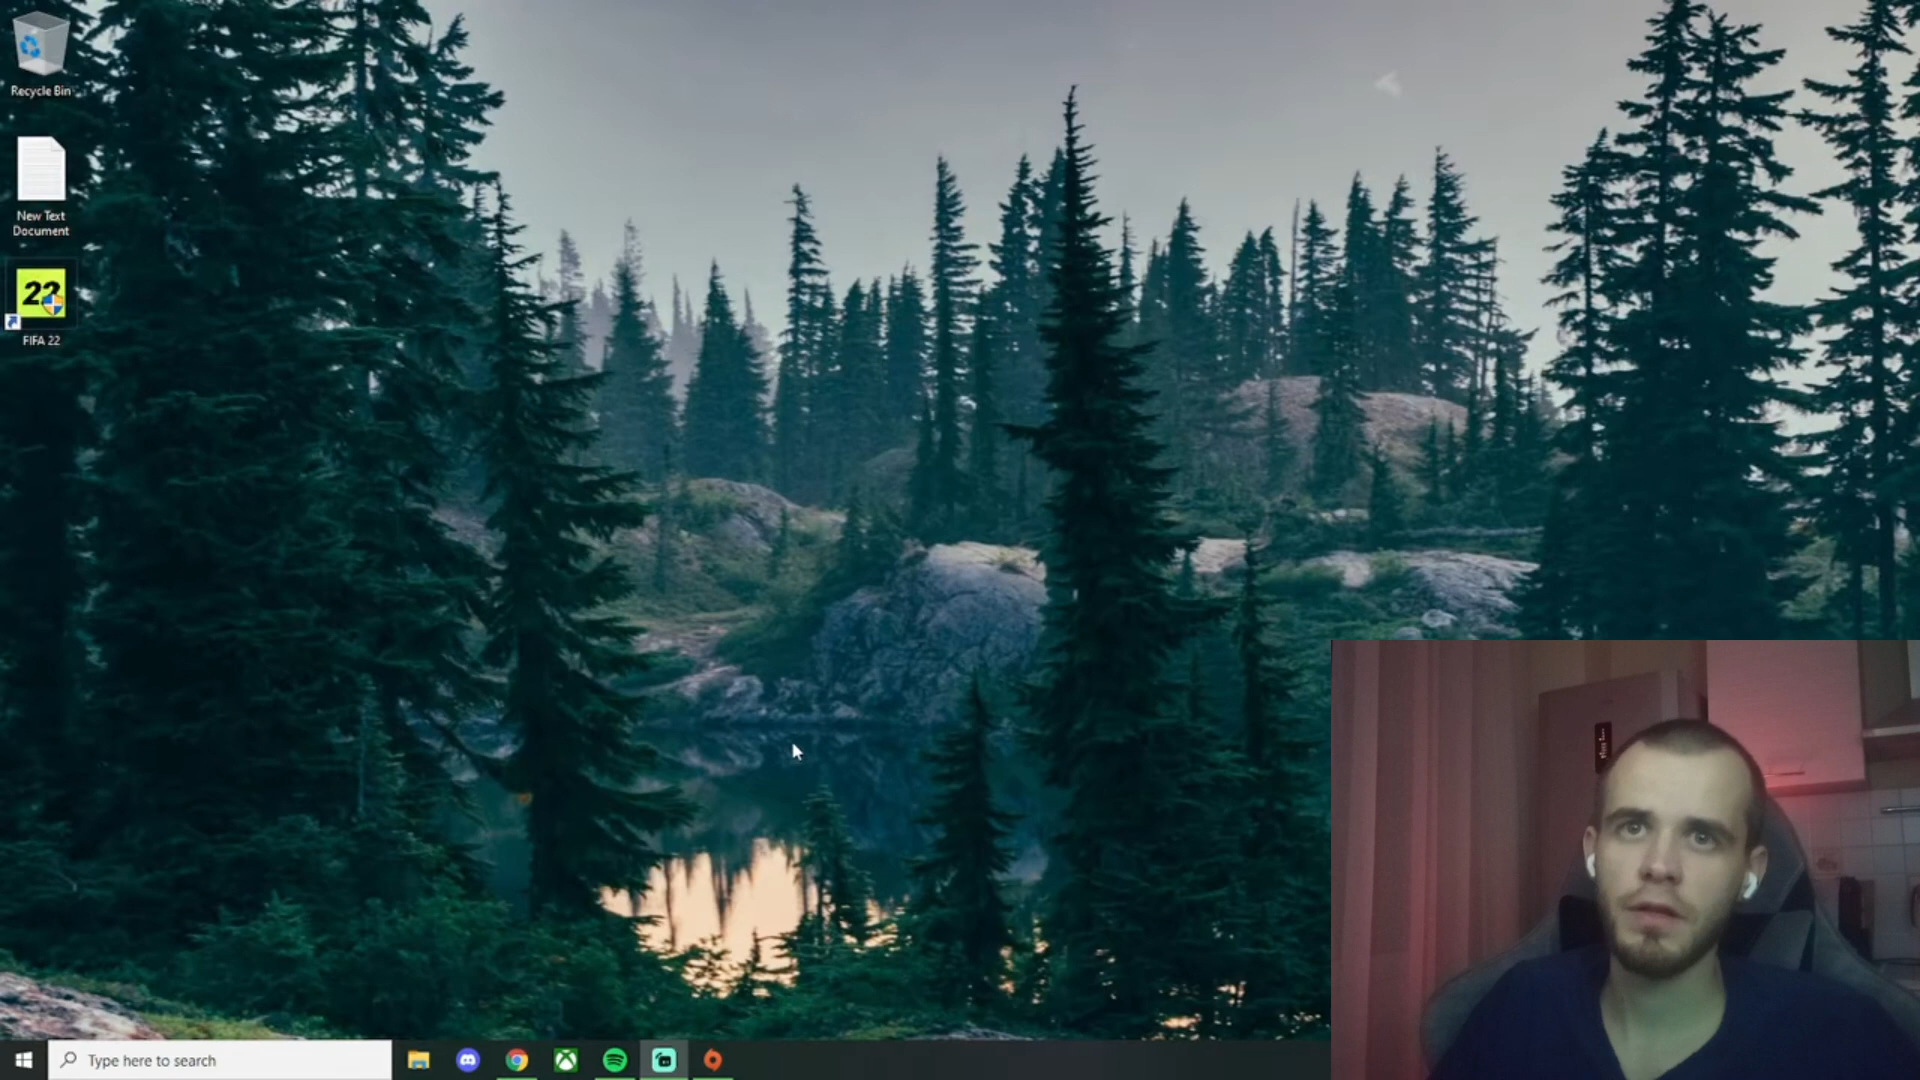 Recycle Bin
New Text
Document
22
FIFA 22
Type here to search